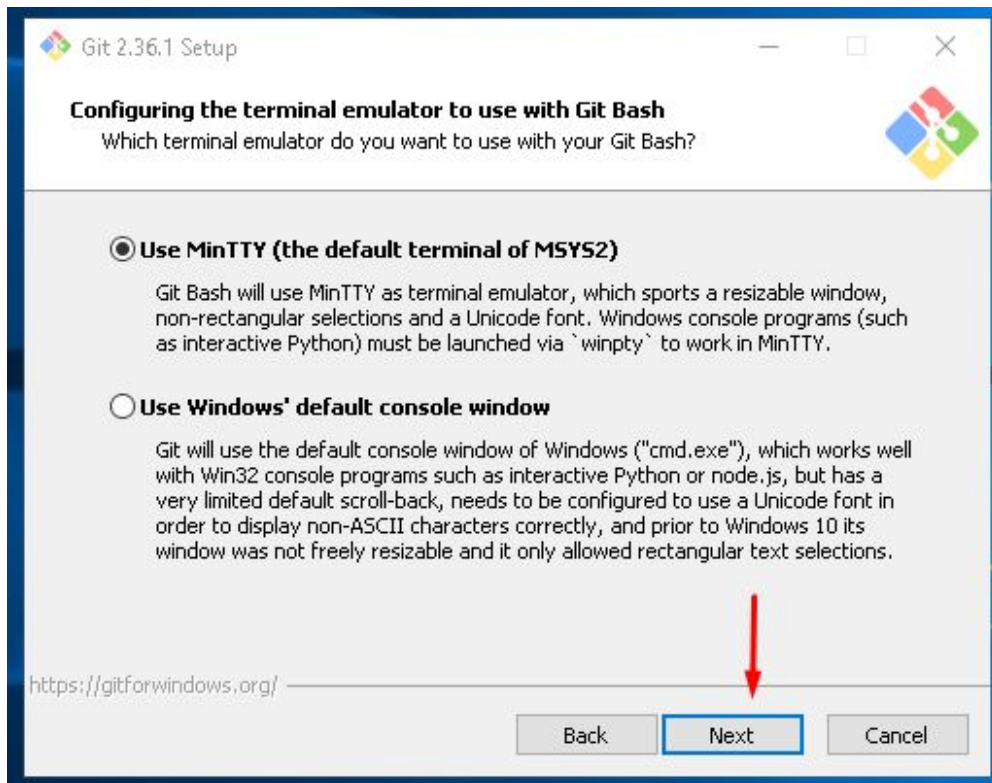 Git 2.36.1 Setup
Configuring the terminal emulator to use with Git Bash
Which terminal emulator do you want to use with your Git Bash?
Use MinTTY (the default terminal of MSYS2)
Git Bash will use MinTTY as terminal emulator, which sports a resizable window,
non-rectangular selections and a Unicode font. Windows console programs (such
as interactive Python) must be launched via `winpty` to work in MinTTY.
Use Windows' default console window
Git will use the default console window of Windows ("cmd.exe"), which works well
with Win32 console programs such as interactive Python or node.js, but has a
very limited default scroll-back, needs to be configured to use a Unicode font in
order to display non-ASCII characters correctly, and prior to Windows 10 its
window was not freely resizable and it only allowed rectangular text selections.
https://gitforwindows.org/
Back Next Cancel